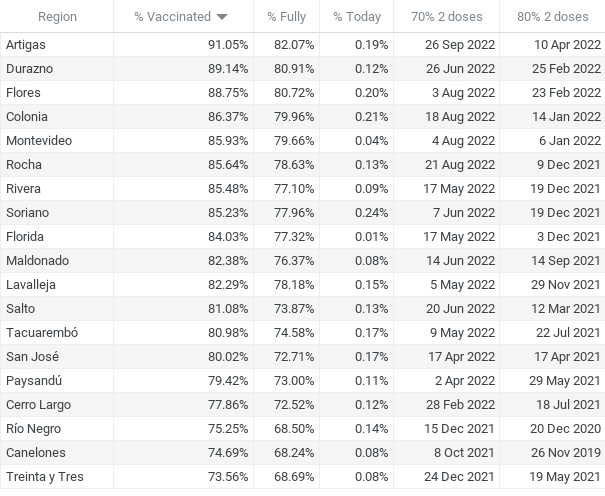 Region % Vaccinated % Fully % Today 70% 2 doses 80% 2 doses
Artigas 91.05% 82.07% 0.19% 26 Sep 2022 10 Apr 2022
Durazno 89.14% 80.91% 0.12% 26 Jun 2022 25 Feb 2022
Flores 88.75% 80.72% 0.20% 3 Aug 2022 23 Feb 2022
Colonia 86.37% 79.96% 0.21% 18 Aug 2022 14 Jan 2022
Montevideo 85.93% 79.66% 0.04% 4 Aug 2022 6 Jan 2022
Rocha 85.64% 78.63% 0.13% 21 Aug 2022 9 Dec 2021
Rivera 85.48% 77.10% 0.09% 17 May 2022 19 Dec 2021
Soriano 85.23% 77.96% 0.24% 7 Jun 2022 19 Dec 2021
Florida 84.03% 77.32% 0.01% 17 May 2022 3 Dec 2021
Maldonado 82.38% 76.37% 0.08% 14 Jun 2022 14 Sep 2021
Lavalleja 82.29% 78.18% 0.15% 5 May 2022 29 Nov 2021
Salto 81.08% 73.87% 0.13% 20 Jun 2022 12 Mar 2021
Tacuarembó 80.98% 74.58% 0.17% 9 May 2022 22 Jul 2021
San José 80.02% 72.71% 0.17% 17 Apr 2022 17 Apr 2021
Paysandú 79.42% 73.00% 0.11% 2 Apr 2022 29 May 2021
Cerro Largo 77.86% 72.52% 0.12% 28 Feb 2022 18 Jul 2021
Río Negro 75.25% 68.50% 0.14% 15 Dec 2021 20 Dec 2020
Canelones 74.69% 68.24% 0.08% 8 Oct 2021 26 Nov 2019
Treinta y Tres 73.56% 68.69% 0.08% 24 Dec 2021 19 May 2021